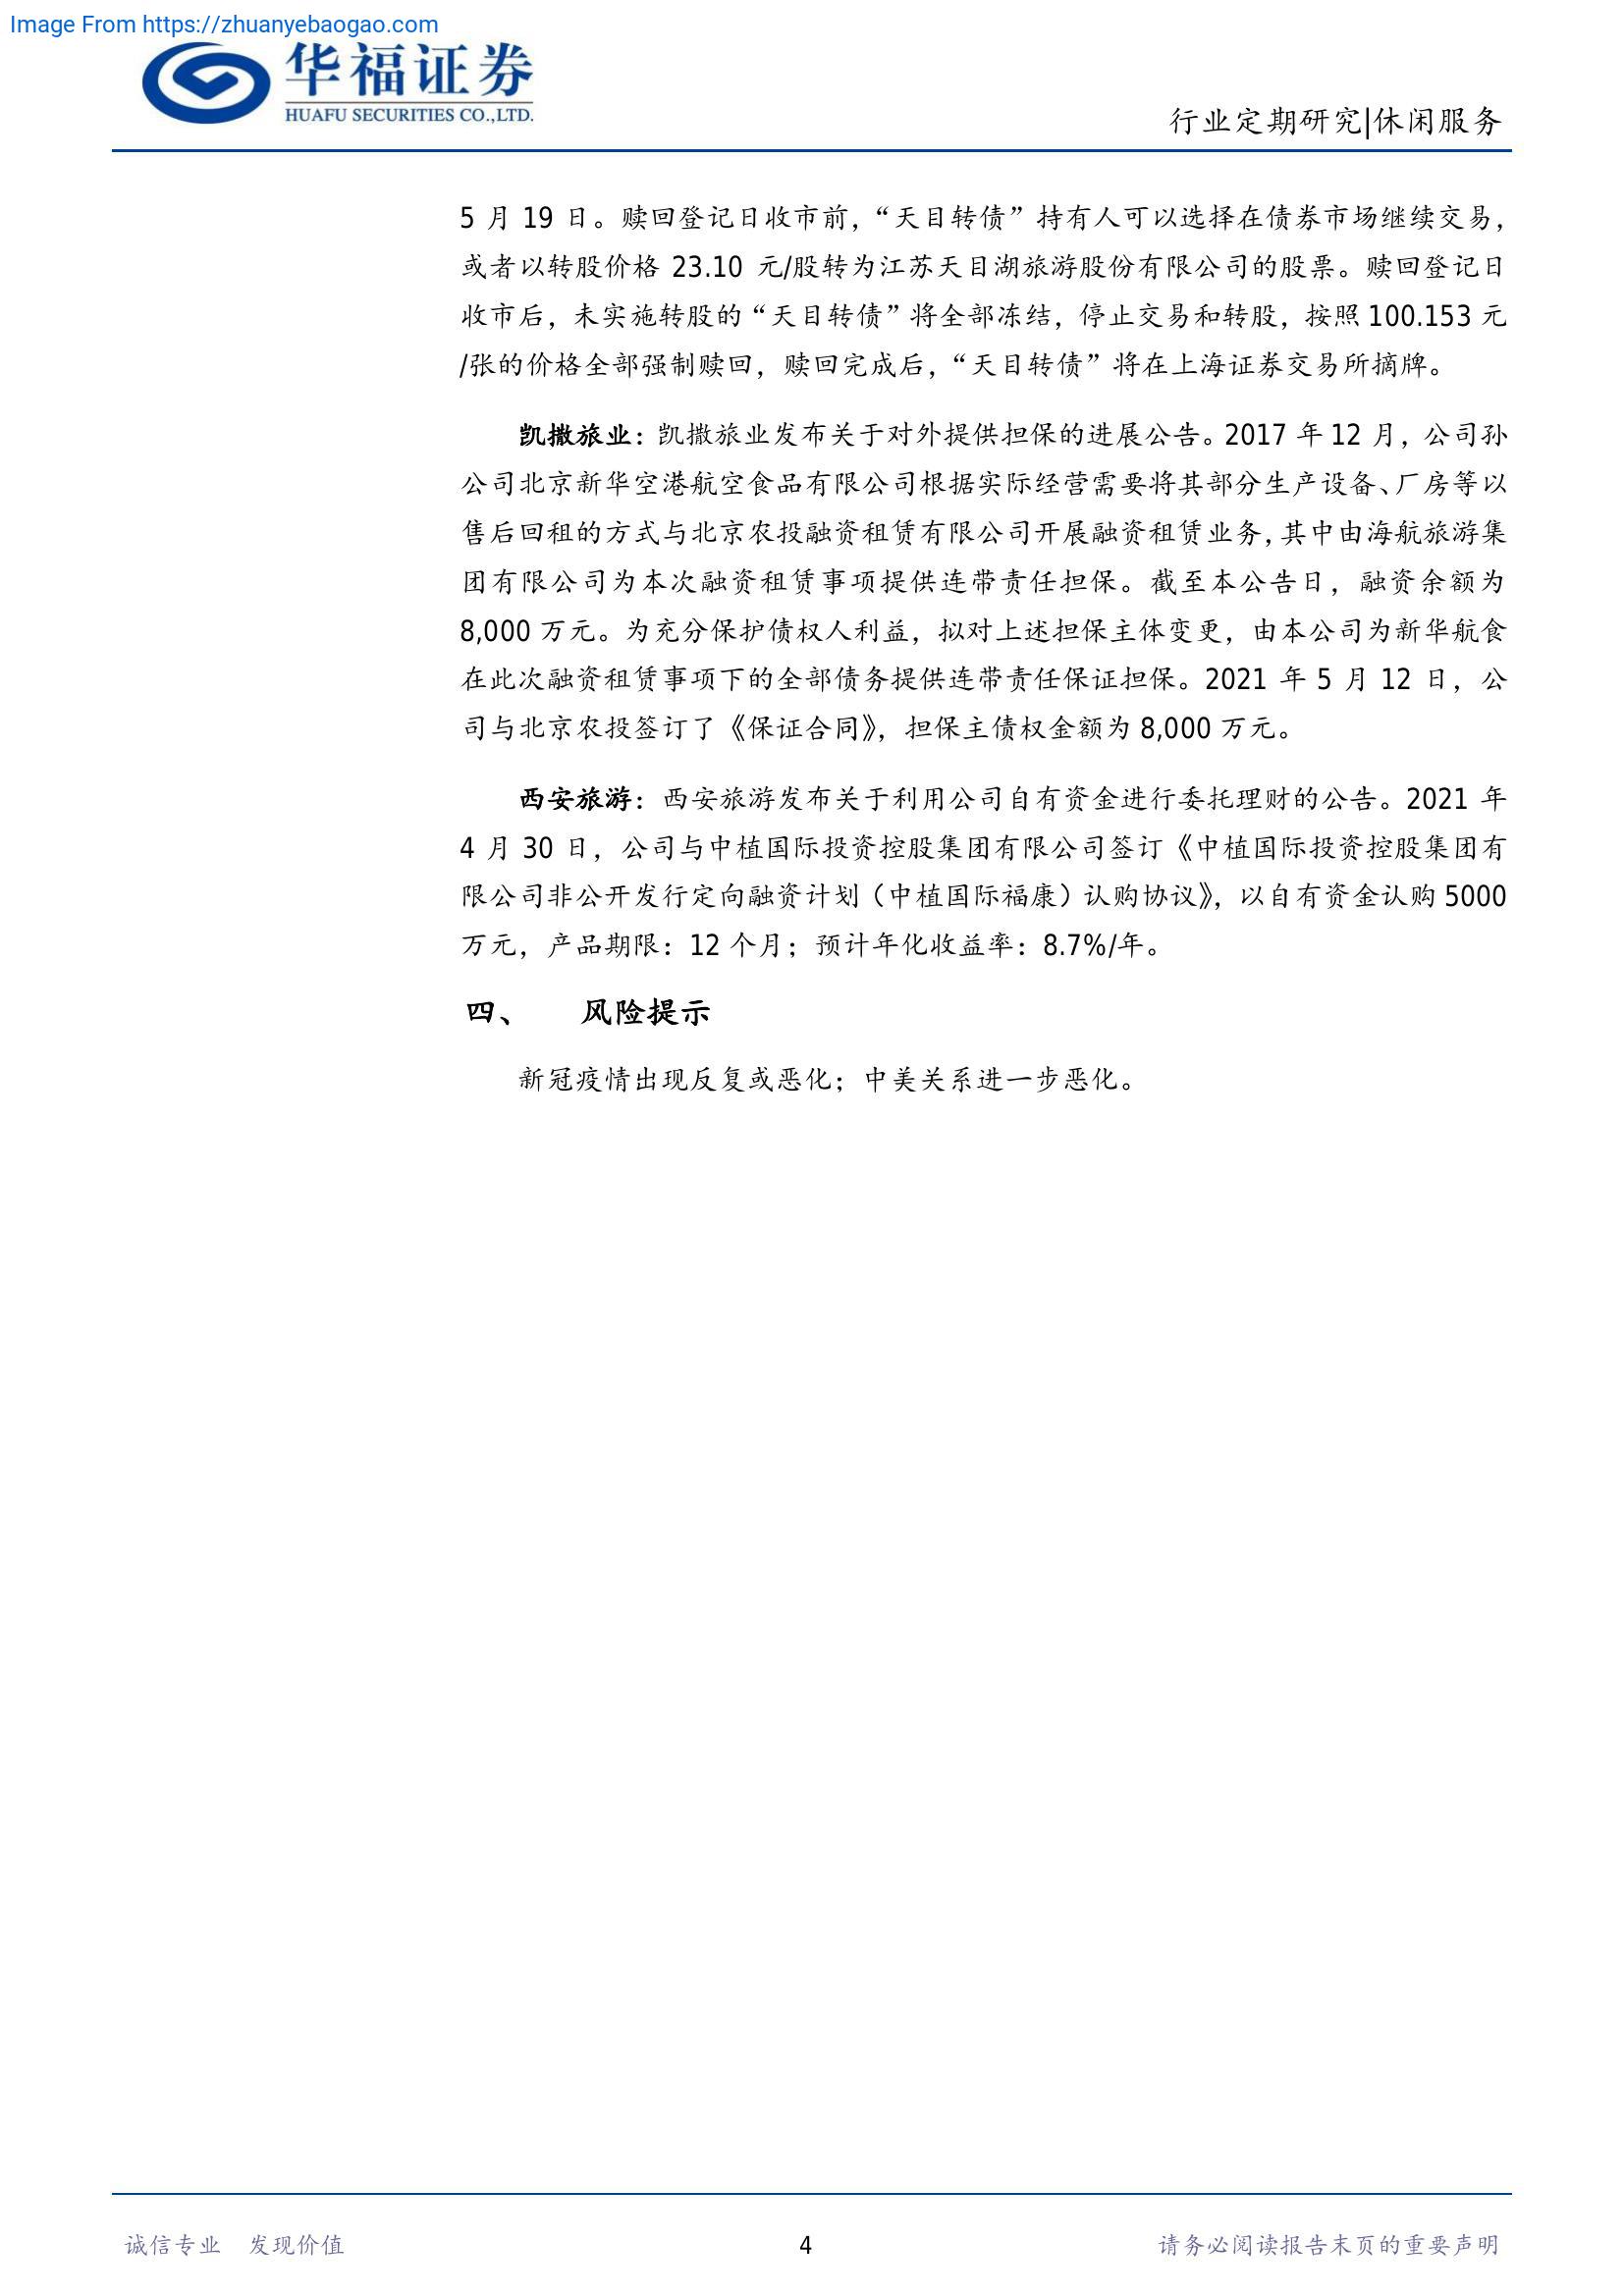 Image From https://zhuanyebaogao.com
华福证券
HUAFU SECURITIES CO.,LTD.
行业定期研究|休闲服务
5 月 19 日。赎回登记日收市前，“天目转债”持有人可以选择在债券市场继续交易，
或者以转股价格 23.10 元/股转为江苏天目湖旅游股份有限公司的股票。赎回登记日
收市后，未实施转股的“天目转债”将全部冻结，停止交易和转股，按照 100.153 元
/张的价格全部强制赎回，赎回完成后，“天目转债”将在上海证券交易所摘牌。
凯撒旅业：凯撒旅业发布关于对外提供担保的进展公告。2017 年 12 月，公司孙
公司北京新华空港航空食品有限公司根据实际经营需要将其部分生产设备、厂房等以
售后回租的方式与北京农投融资租赁有限公司开展融资租赁业务，其中由海航旅游集
团有限公司为本次融资租赁事项提供连带责任担保。截至本公告日，融资余额为
8,000 万元。为充分保护债权人利益，拟对上述担保主体变更，由本公司为新华航食
在此次融资租赁事项下的全部债务提供连带责任保证担保。2021 年 5 月 12 日，公
司与北京农投签订了《保证合同》，担保主债权金额为 8,000 万元。
西安旅游：西安旅游发布关于利用公司自有资金进行委托理财的公告。2021 年
4 月 30 日，公司与中植国际投资控股集团有限公司签订《中植国际投资控股集团有
限公司非公开发行定向融资计划（中植国际福康）认购协议》，以自有资金认购 5000
万元，产品期限：12 个月；预计年化收益率：8.7%/年。
四、 风险提示
新冠疫情出现反复或恶化；中美关系进一步恶化。
诚信专业 发现价值
4
请务必阅读报告末页的重要声明